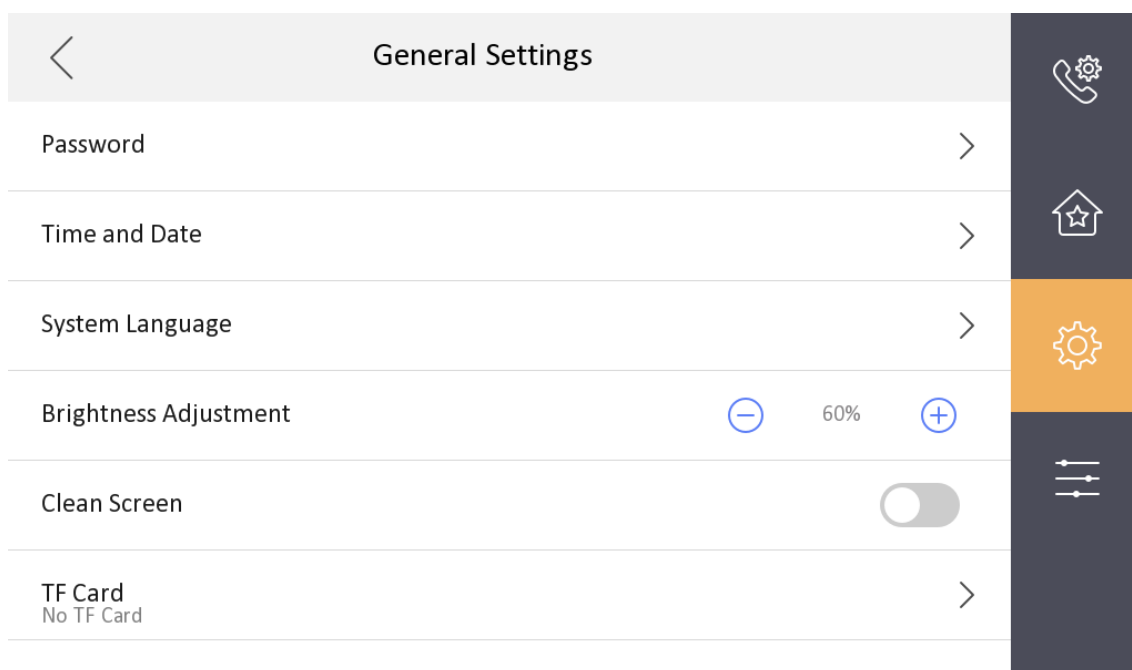 General Settings
Password
Time and Date
System Language
Brightness Adjustment 60%
Clean Screen
TF Card
No TF Card